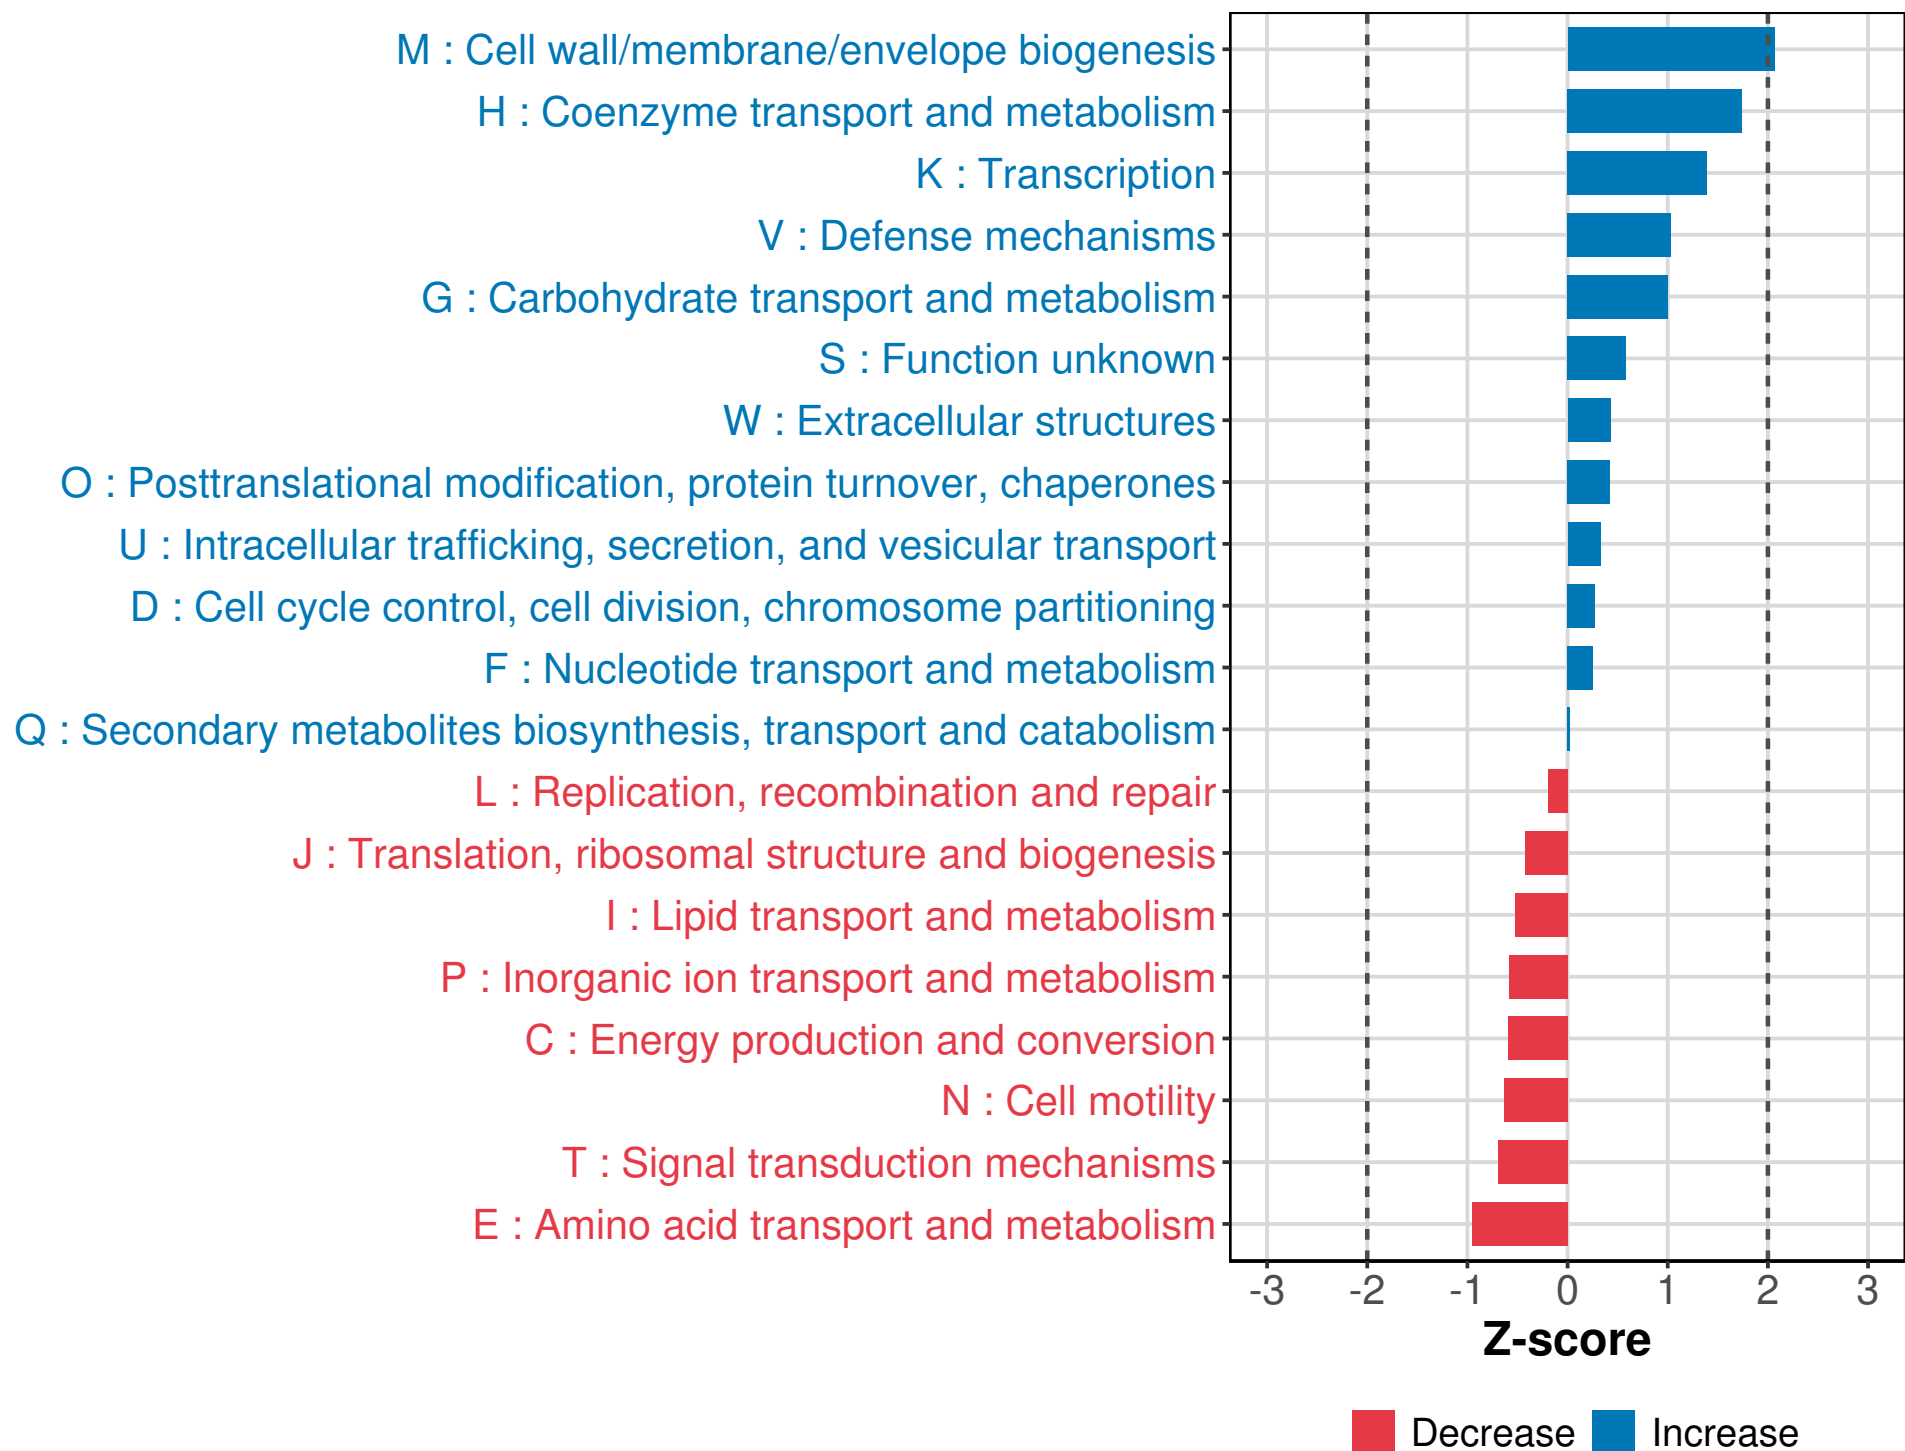 M : Cell wall/membrane/envelope biogenesis
H : Coenzyme transport and metabolism
K : Transcription
V : Defense mechanisms
G : Carbohydrate transport and metabolism
S : Function unknown
W : Extracellular structures
O : Posttranslational modification, protein turnover, chaperones
U : Intracellular trafficking, secretion, and vesicular transport
D : Cell cycle control, cell division, chromosome partitioning
F : Nucleotide transport and metabolism
Q : Secondary metabolites biosynthesis, transport and catabolism
L : Replication, recombination and repair
J : Translation, ribosomal structure and biogenesis
I : Lipid transport and metabolism
P : Inorganic ion transport and metabolism
C : Energy production and conversion
N : Cell motility
T : Signal transduction mechanisms
E : Amino acid transport and metabolism
-3 -2 -1 0 1 2 3
Z-score
Decrease Increase